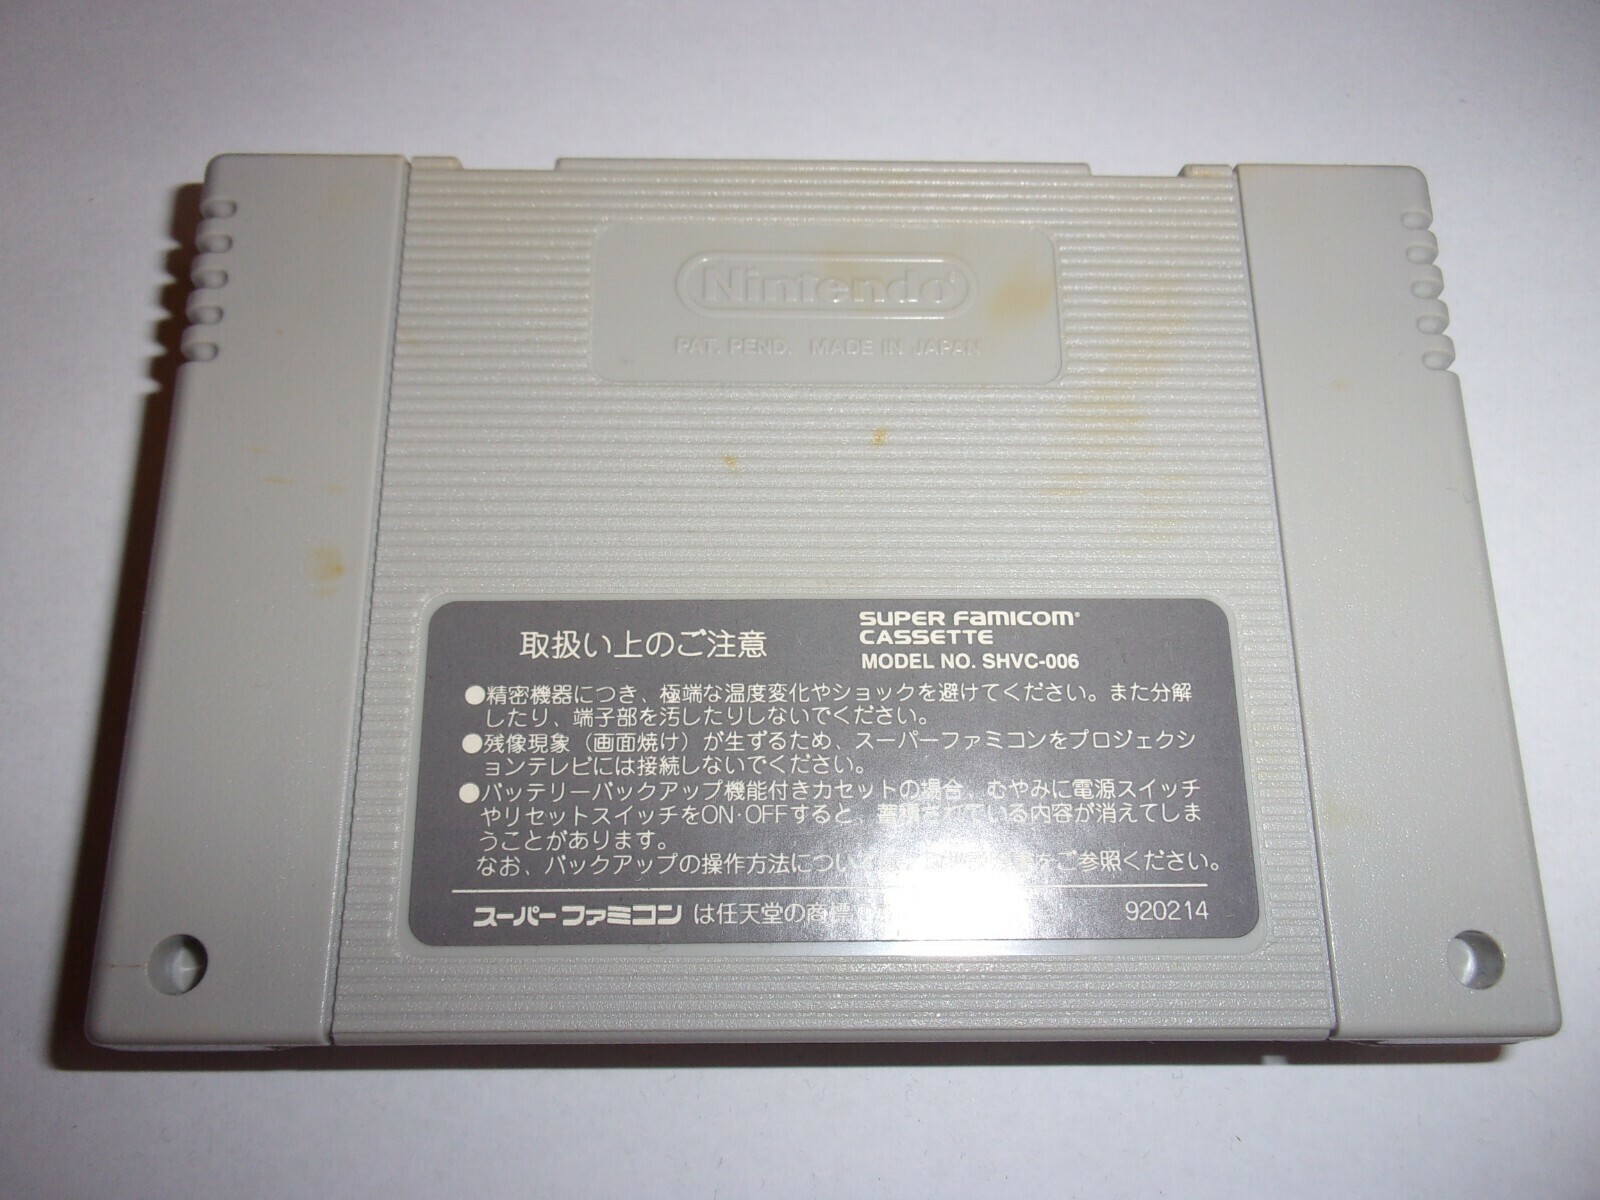 Nintendo
PAT. PEND. MADE IN JAPAN
取扱い上のご注意
SUPER FAMICOM
CASSETTE
MODEL NO. SHVC-006
●精密機器につき、極端な温度変化やショックを避けてください。また分解
したり、端子部を汚したりしないでください。
●残像現象（画面焼け）が生ずるため、スーパーファミコンをプロジェクシ
ョンテレビには接続しないでください。
●バッテリーバックアップ機能付きカセットの場合、むやみに電源スイッチ
やリセットスイッチをON・OFFすると、蓄積されている内容が消えてしま
うことがあります。
なお、バックアップの操作方法につい をご参照ください。
スーパーファミコン は任天堂の商標
920214